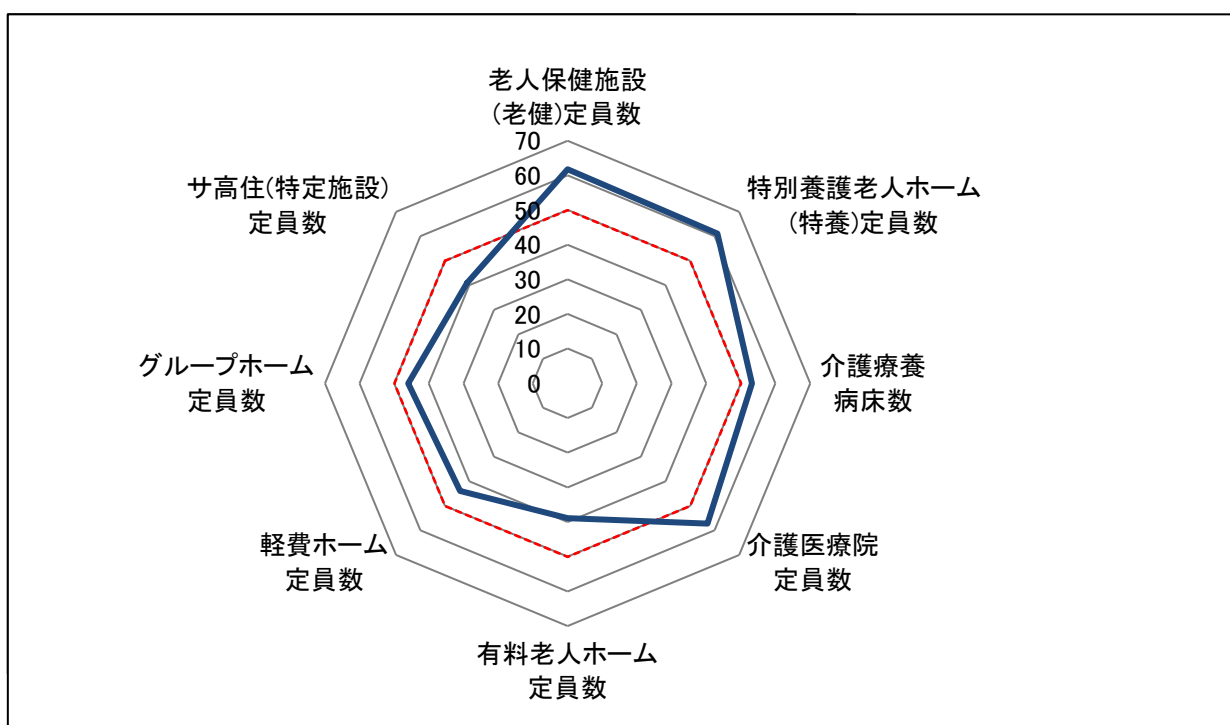 老人保健施設
(老健)定員数
特別養護老人ホーム
(特養)定員数
介護療養
病床数
介護医療院
定員数
有料老人ホーム
定員数
軽費ホーム
定員数
グループホーム
定員数
サ高住(特定施設)
定員数
70
60
50
40
30
20
10
0